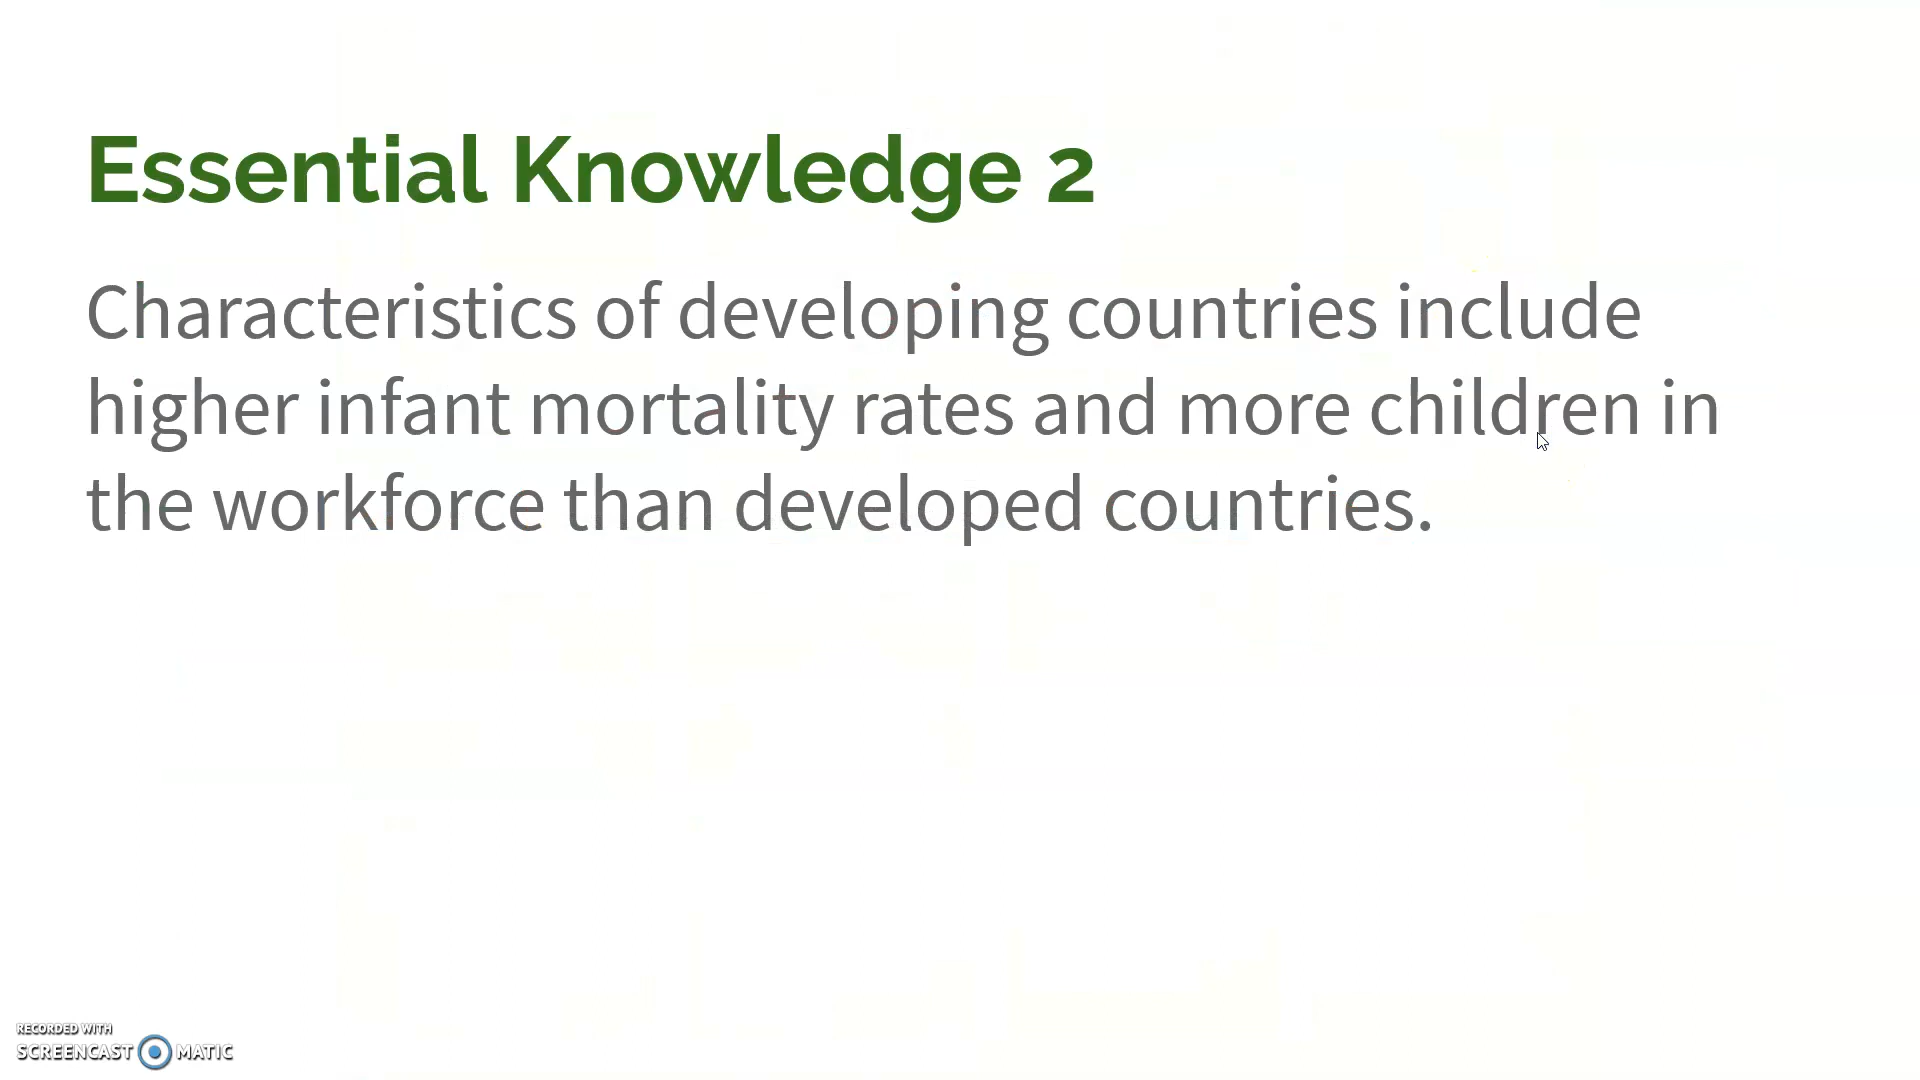 Essential Knowledge 2
Characteristics of developing countries include
higher infant mortality rates and more children in
the workforce than developed countries.
RECORDED WITH
SCREENCAST MATIC